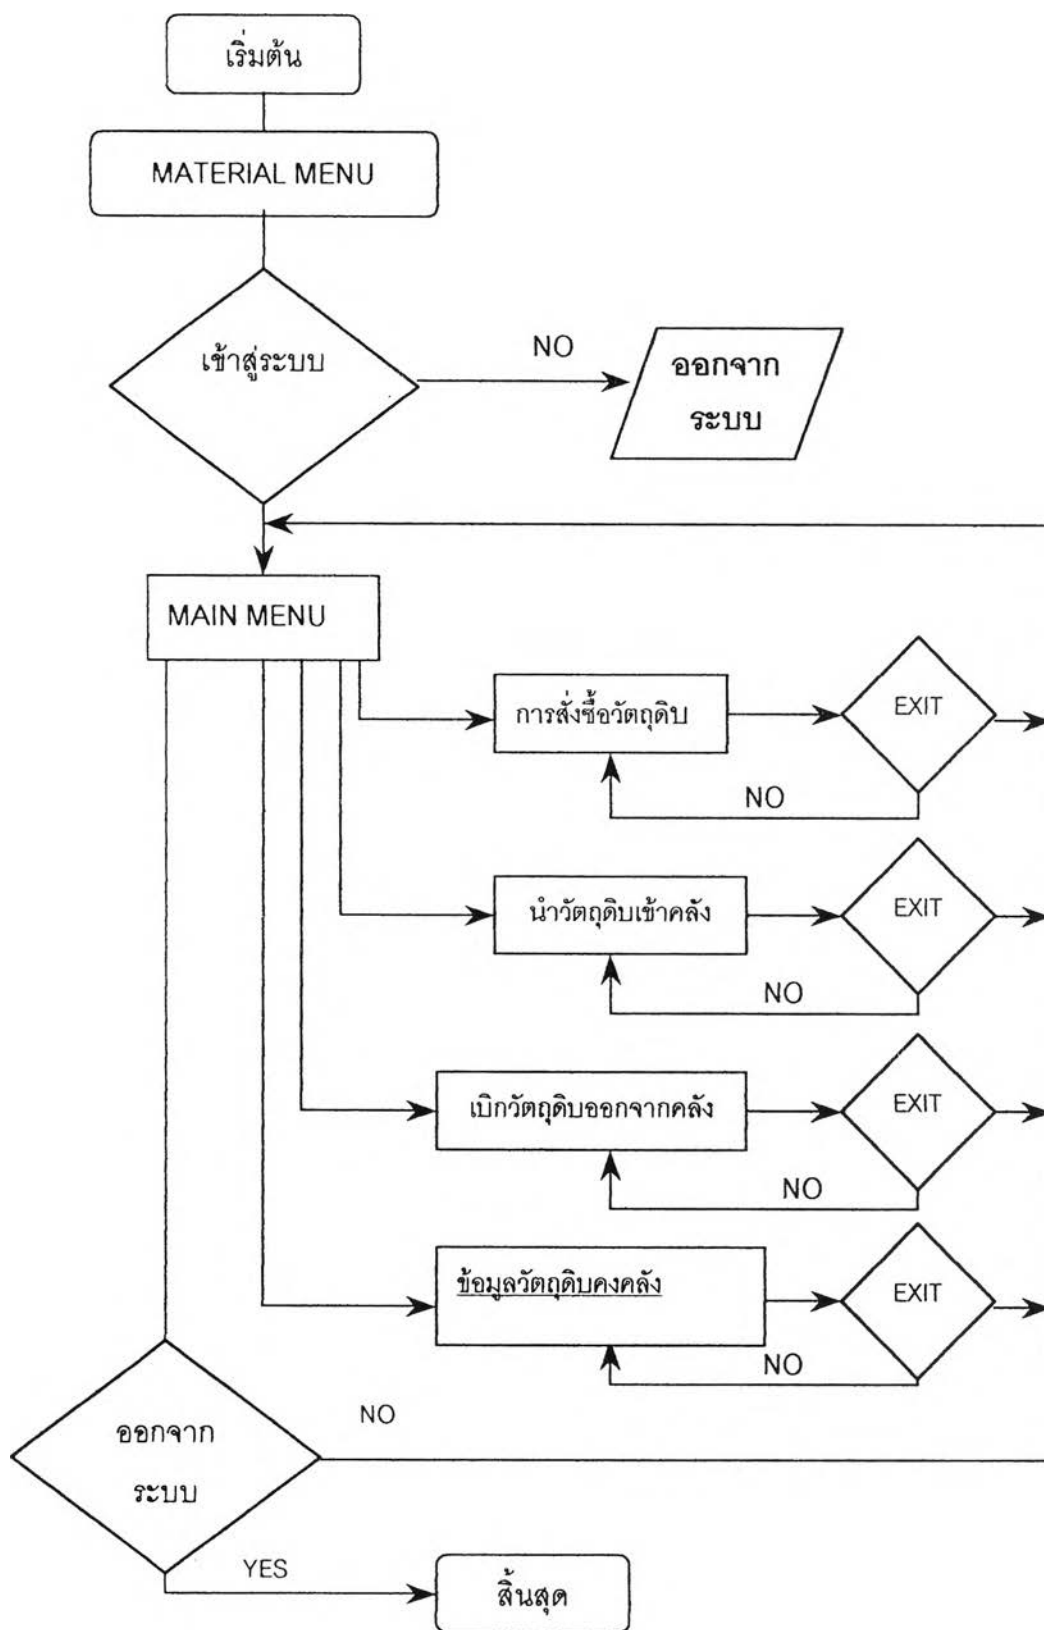 เริ่มต้น
MATERIAL MENU
เข้าสู่ระบบ
NO
ออกจาก
ระบบ
MAIN MENU
การสั่งซื้อวัตถุดิบ
EXIT
NO
นำวัตถุดิบเข้าคลัง
EXIT
NO
เบิกวัตถุดิบออกจากคลัง
EXIT
NO
ข้อมูลวัตถุดิบคงคลัง
EXIT
NO
ออกจาก
ระบบ
NO
YES
สิ้นสุด